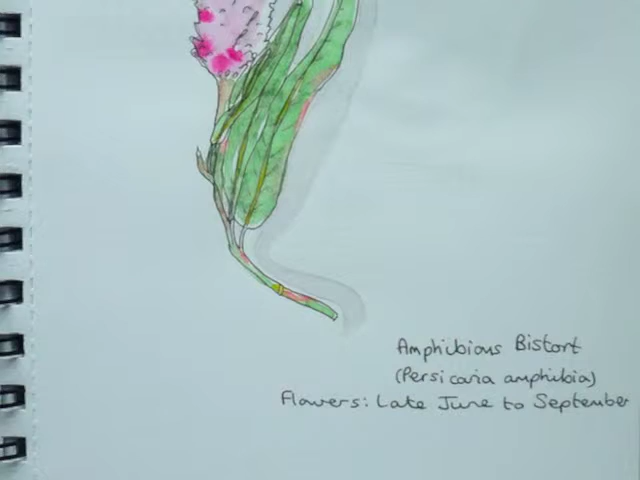 Amphibious Bistort
(Persicaria amphibia)
Flowers: Late June to September